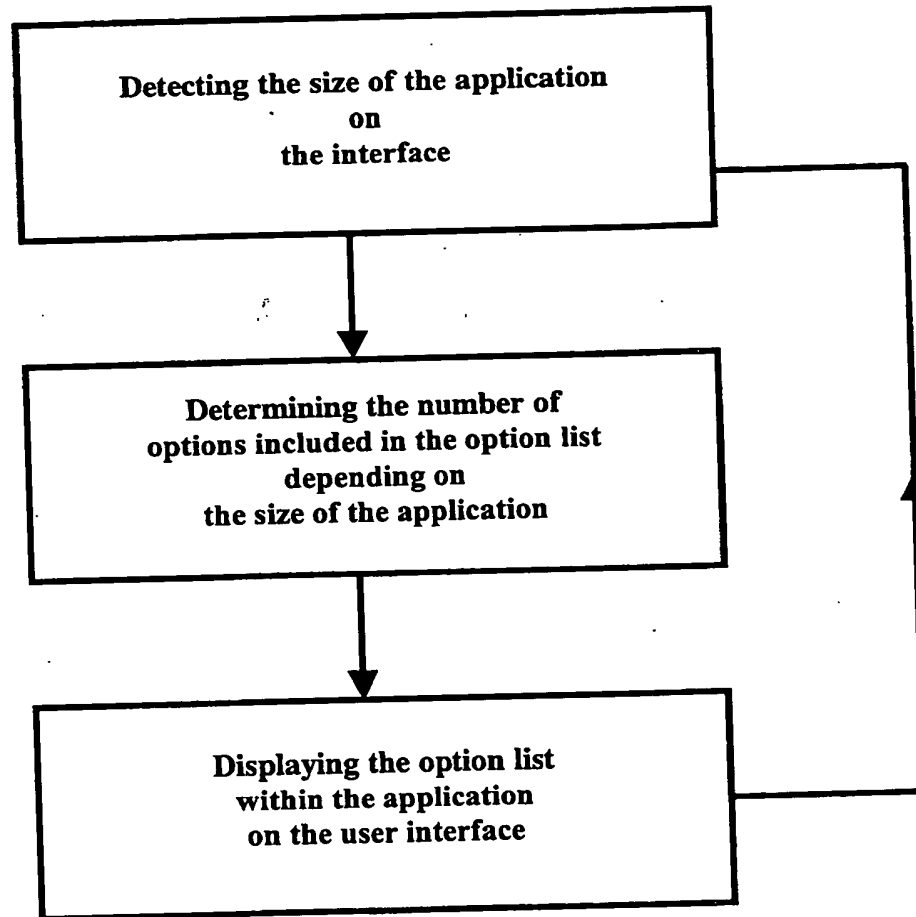 Detecting the size of the application
on
the interface
Determining the number of
options included in the option list
depending on
the size of the application
Displaying the option list
within the application
on the user interface